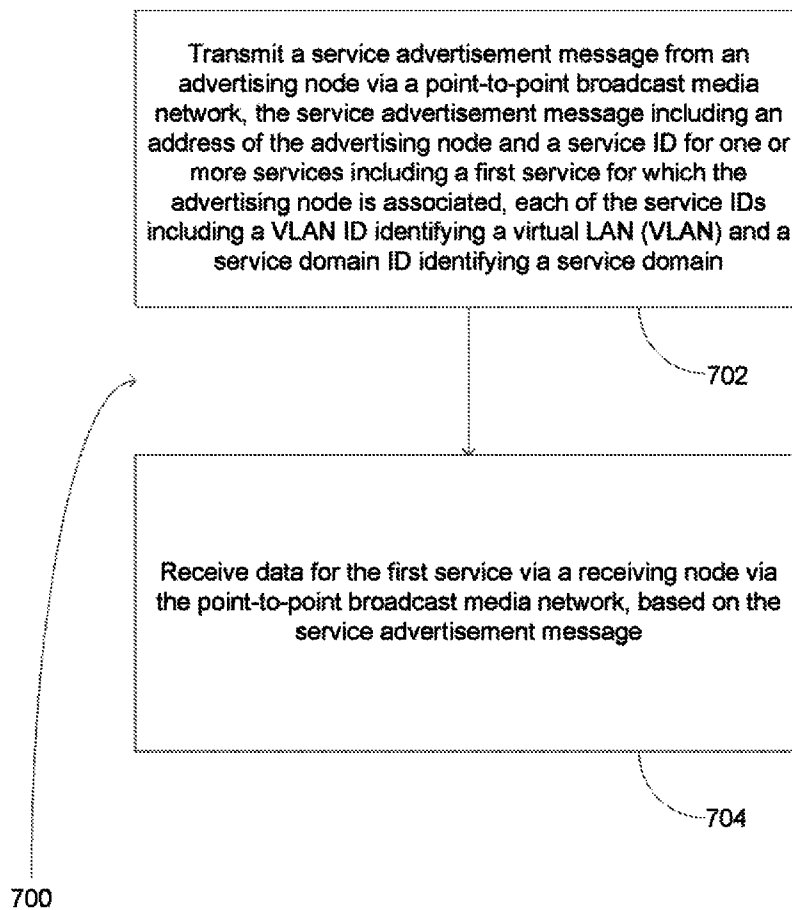 Transmit a service advertisement message from an
advertising node via a point-to-point broadcast media
network, the service advertisement message including an
address of the advertising node and a service ID for one or
more services including a first service for which the
advertising node is associated, each of the service IDs
including a VLAN ID identifying a virtual LAN (VLAN) and a
service domain ID identifying a service domain
702
Receive data for the first service via a receiving node via
the point-to-point broadcast media network, based on the
service advertisement message
704
700